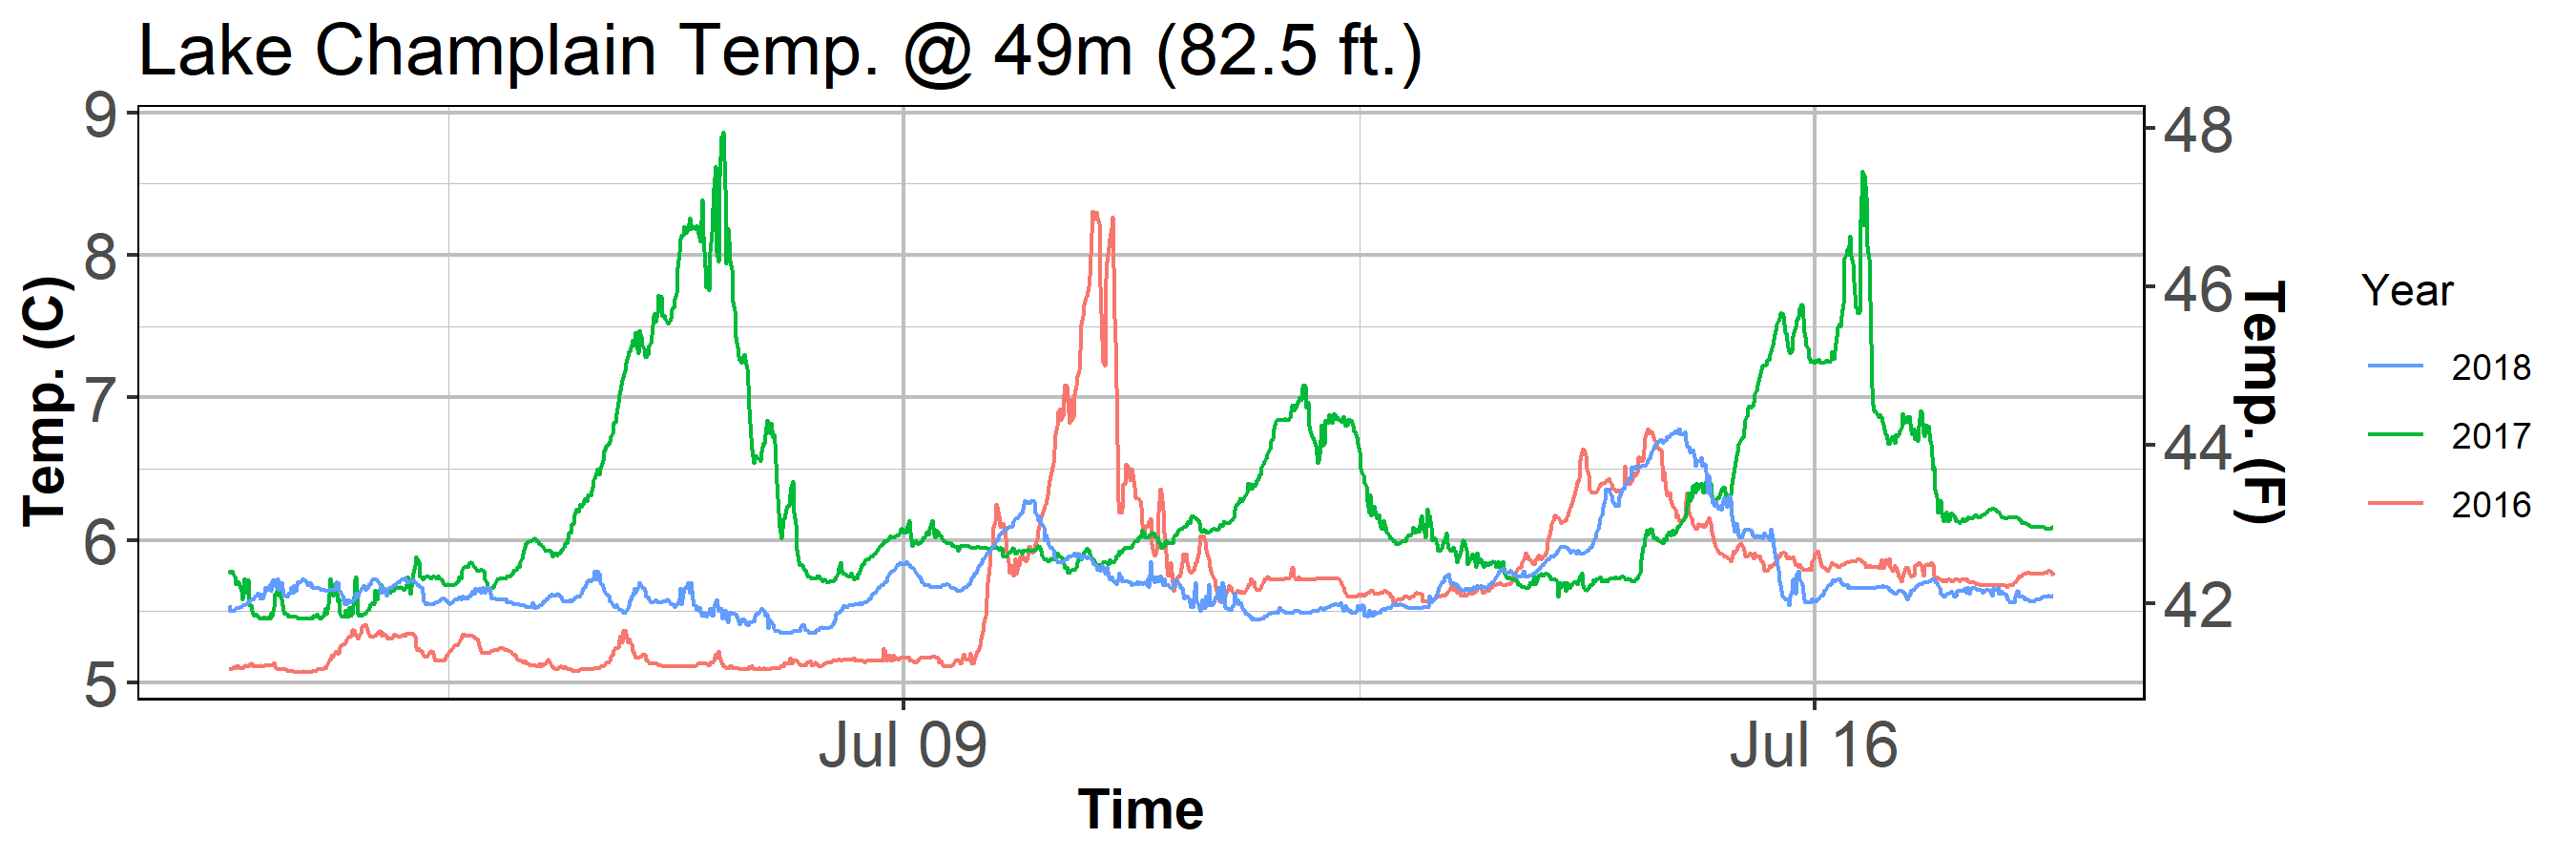 Lake Champlain Temp. @ 49m (82.5 ft.)
9
8
7
6
5
Temp. (C)
48
46
44
42
Temp. (F)
Jul 09
Jul 16
Time
Year
2018
2017
2016